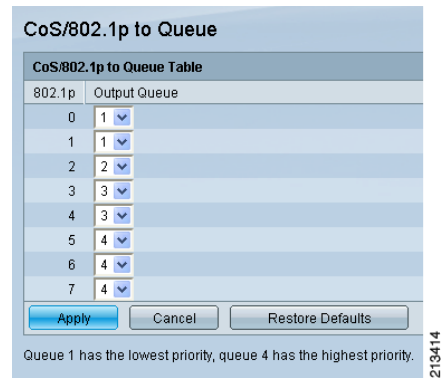 CoS/802.1p to Queue
CoS/802.1p to Queue Table
802.1p Output Queue
0 1
1 1
2 2
3 3
4 3
5 4
6 4
7 4
Apply Cancel Restore Defaults
Queue 1 has the lowest priority, queue 4 has the highest priority.
213414